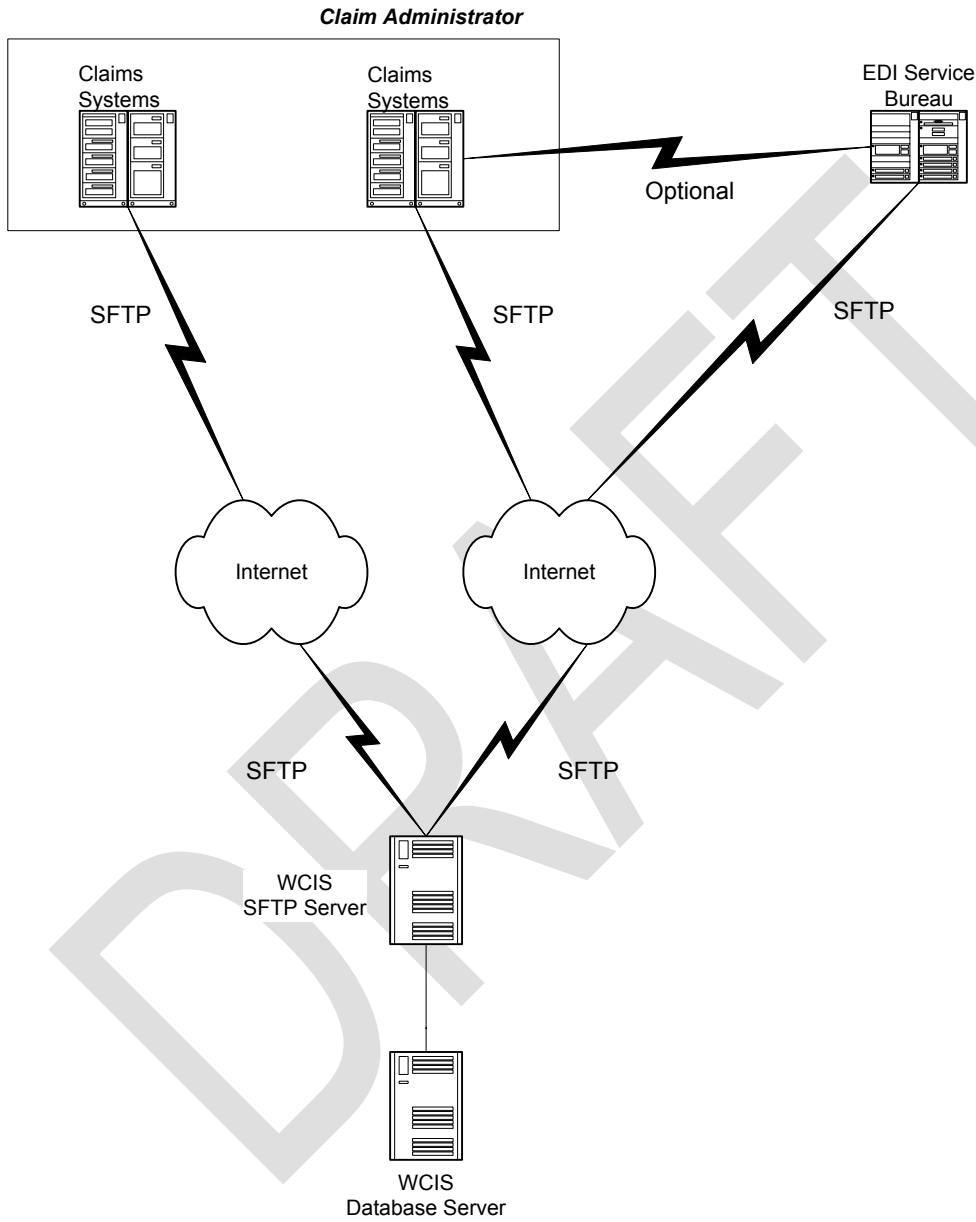 Claim Administrator
Claims
Systems
Claims
Systems
EDI Service
Bureau
Optional
SFTP
SFTP
SFTP
Internet
Internet
SFTP
SFTP
WCIS
SFTP Server
WCIS
Database Server
DRAFT